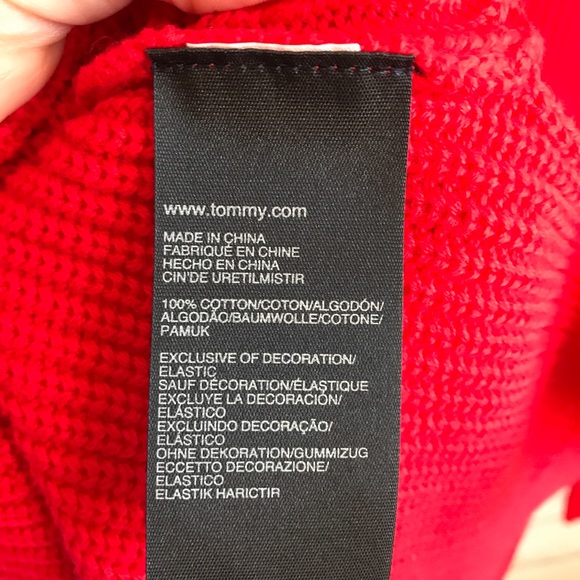 www.tommy.com
MADE IN CHINA
FABRIQUÉ EN CHINE
HECHO EN CHINA
CIN'DE URETILMISTIR
100% COTTON/COTON/ALGODÓN/
ALGODÃO/BAUMWOLLE/COTONE/
PAMUK
EXCLUSIVE OF DECORATION/
ELASTIC
SAUF DÉCORATION/ÉLASTIQUE
EXCLUYE LA DECORACIÓN/
ELÁSTICO
EXCLUINDO DECORAÇÃO/
ELÁSTICO
OHNE DEKORATION/GUMMIZUG
ECCETTO DECORAZIONE/
ELASTICO
ELASTIK HARICTIR